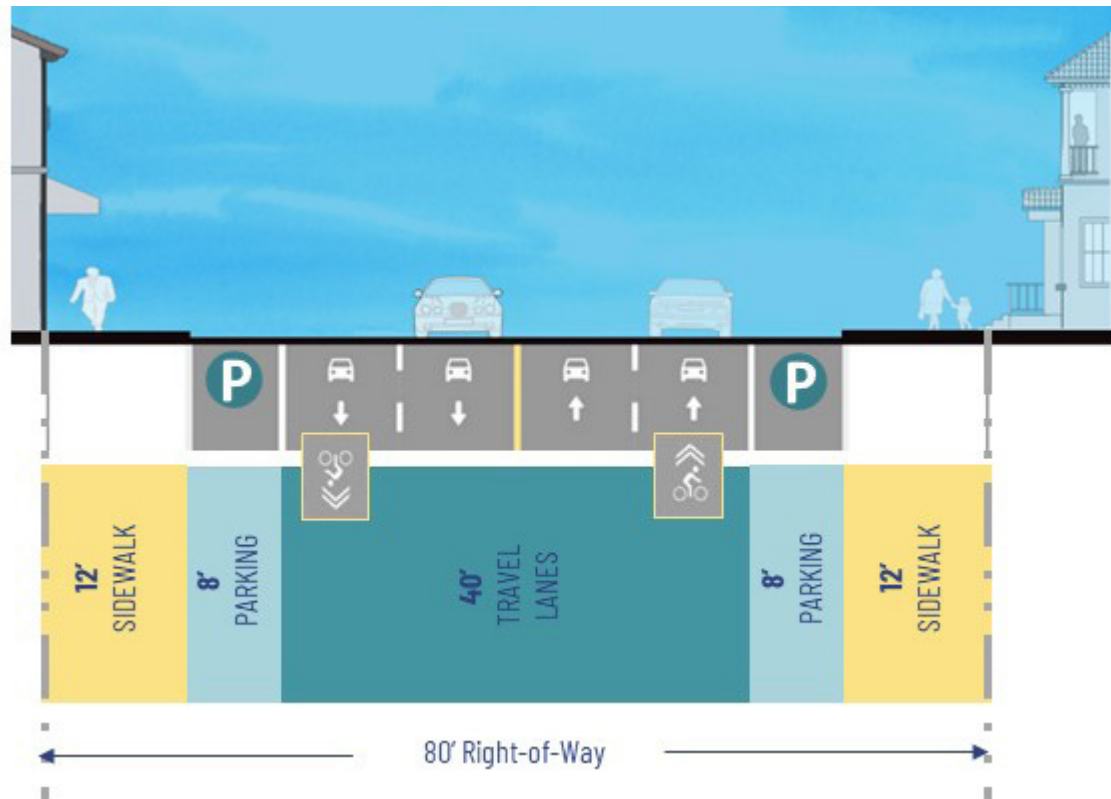 P
P
12'
SIDEWALK
8'
PARKING
40'
TRAVEL
LANES
8'
PARKING
12'
SIDEWALK
80' Right-of-Way